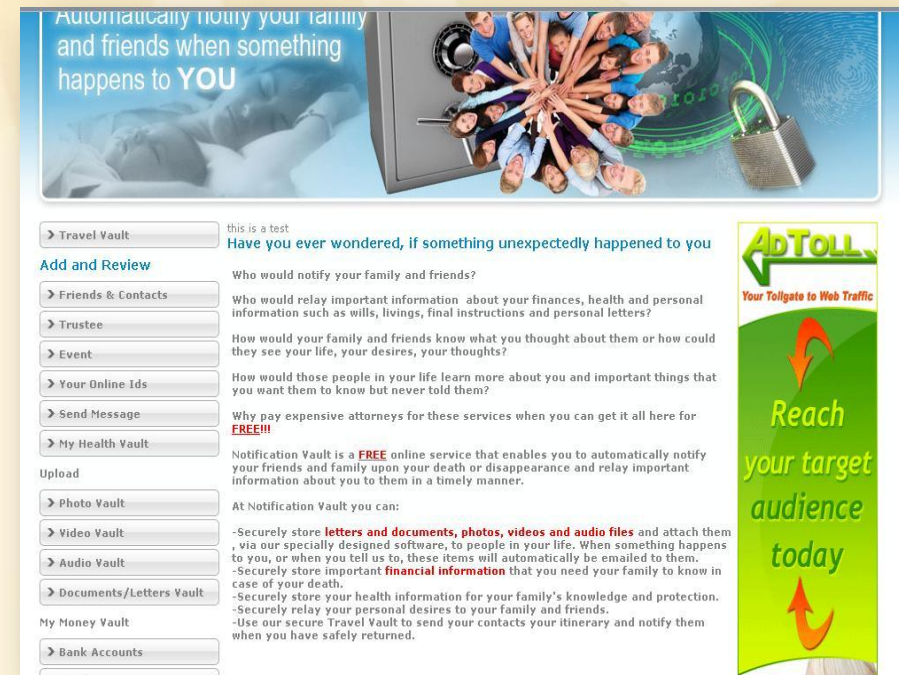 Automatically notify your family
and friends when something
happens to YOU
Travel Vault
Add and Review
Friends & Contacts
Trustee
Event
Your Online Ids
Send Message
My Health Vault
Upload
Photo Vault
Video Vault
Audio Vault
Documents/Letters Vault
My Money Vault
Bank Accounts
this is a test
Have you ever wondered, if something unexpectedly happened to you
Who would notify your family and friends?
Who would relay important information about your finances, health and personal
information such as wills, livings, final instructions and personal letters?
How would your family and friends know what you thought about them or how could
they see your life, your desires, your thoughts?
How would those people in your life learn more about you and important things that
you want them to know but never told them?
Why pay expensive attorneys for these services when you can get it all here for
FREE!!!
Notification Vault is a FREE online service that enables you to automatically notify
your friends and family upon your death or disappearance and relay important
information about you to them in a timely manner.
At Notification Vault you can:
-Securely store letters and documents, photos, videos and audio files and attach them
, via our specially designed software, to people in your life. When something happens
to you, or when you tell us to, these items will automatically be emailed to them.
-Securely store important financial information that you need your family to know in
case of your death.
-Securely store your health information for your family's knowledge and protection.
-Securely relay your personal desires to your family and friends.
-Use our secure Travel Vault to send your contacts your itinerary and notify them
when you have safely returned.
ADTOLL
Your Tollgate to Web Traffic
Reach
your target
audience
today